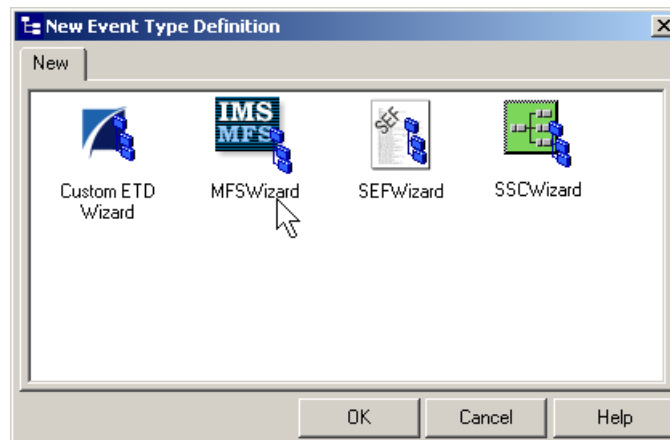 New Event Type Definition
New
IMS
MFS
SEF
Custom ETD
Wizard
MFSWizard
SEFWizard
SSCWizard
OK
Cancel
Help